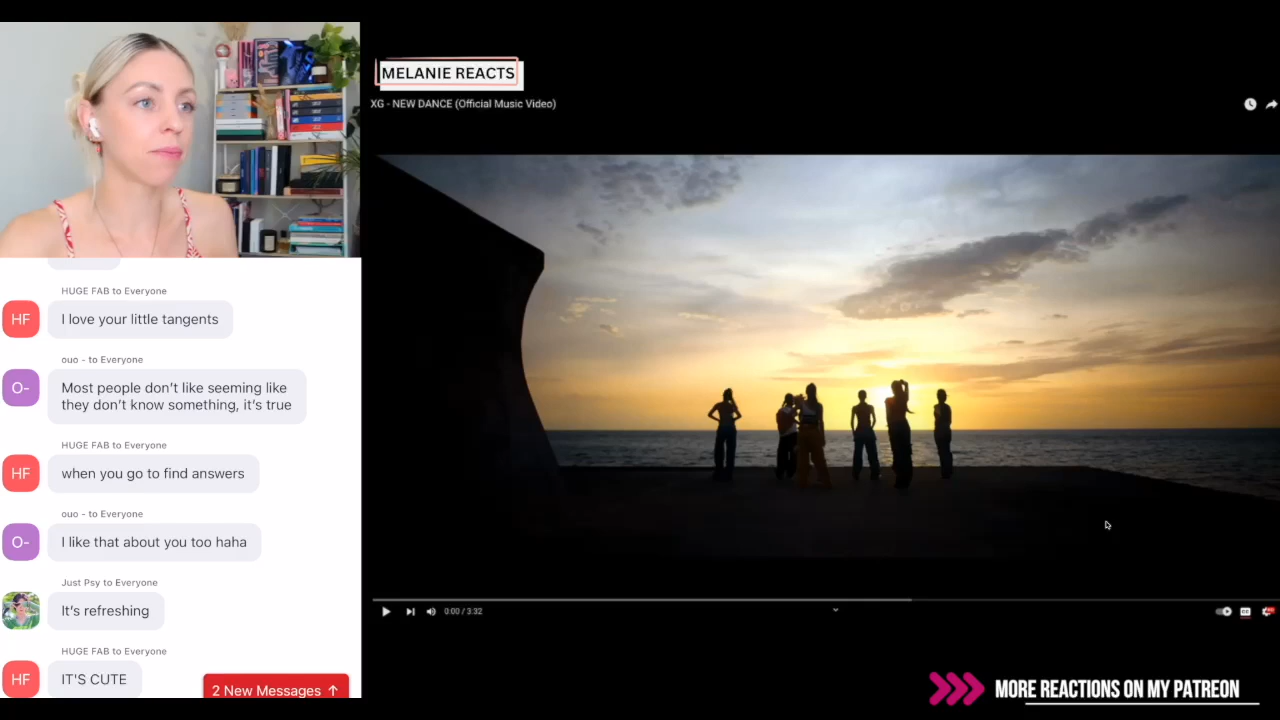 MELANIE REACTS
XG - NEW DANCE (Official Music Video)
HUGE FAB to Everyone
HF
I love your little tangents
ouo - to Everyone
O-
Most people don't like seeming like
they don't know something, it's true
HUGE FAB to Everyone
HF
when you go to find answers
ouo - to Everyone
O-
I like that about you too haha
Just Psy to Everyone
It's refreshing
HUGE FAB to Everyone
HF
IT'S CUTE
2 New Messages ↑
0:00 / 3:32
MORE REACTIONS ON MY PATREON